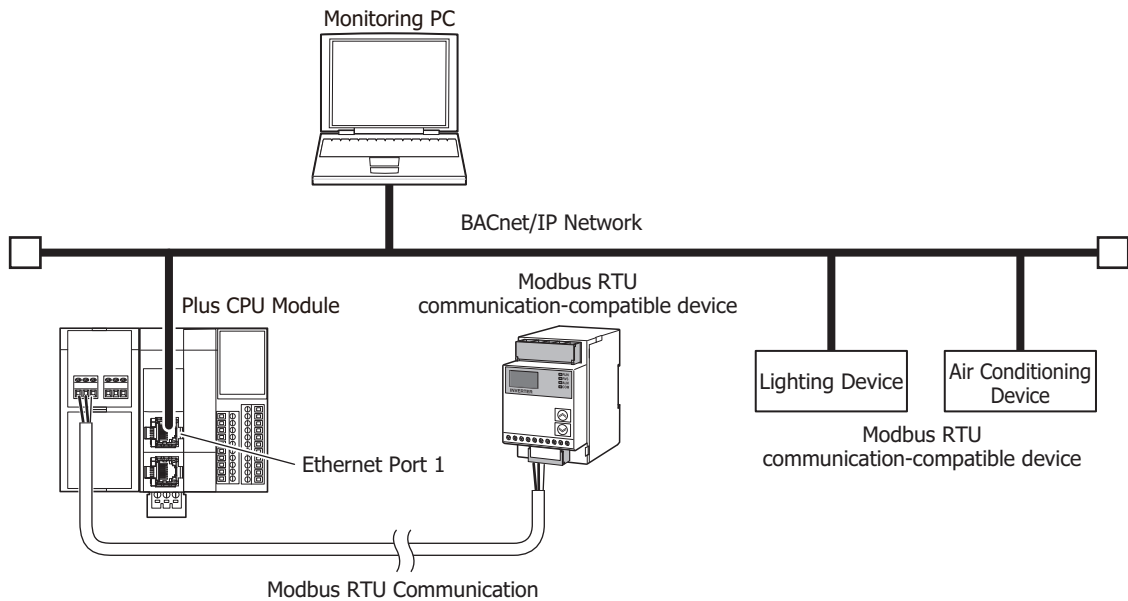 Monitoring PC
BACnet/IP Network
Plus CPU Module
Modbus RTU
communication-compatible device
INVERTER
Lighting Device
Air Conditioning
Device
Ethernet Port 1
Modbus RTU
communication-compatible device
Modbus RTU Communication